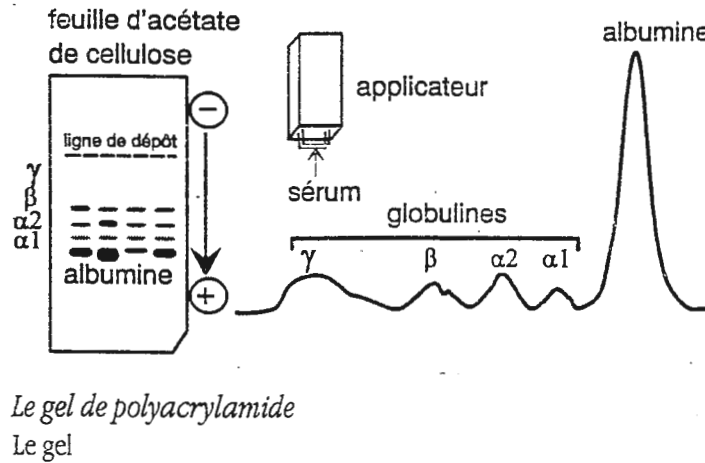 feuille d'acétate
de cellulose
albumine
applicateur
ligne de dépôt
sérum
γ
β
α2
α1
globulines
γ β α2 α1
albumine
−
+
Le gel de polyacrylamide
Le gel